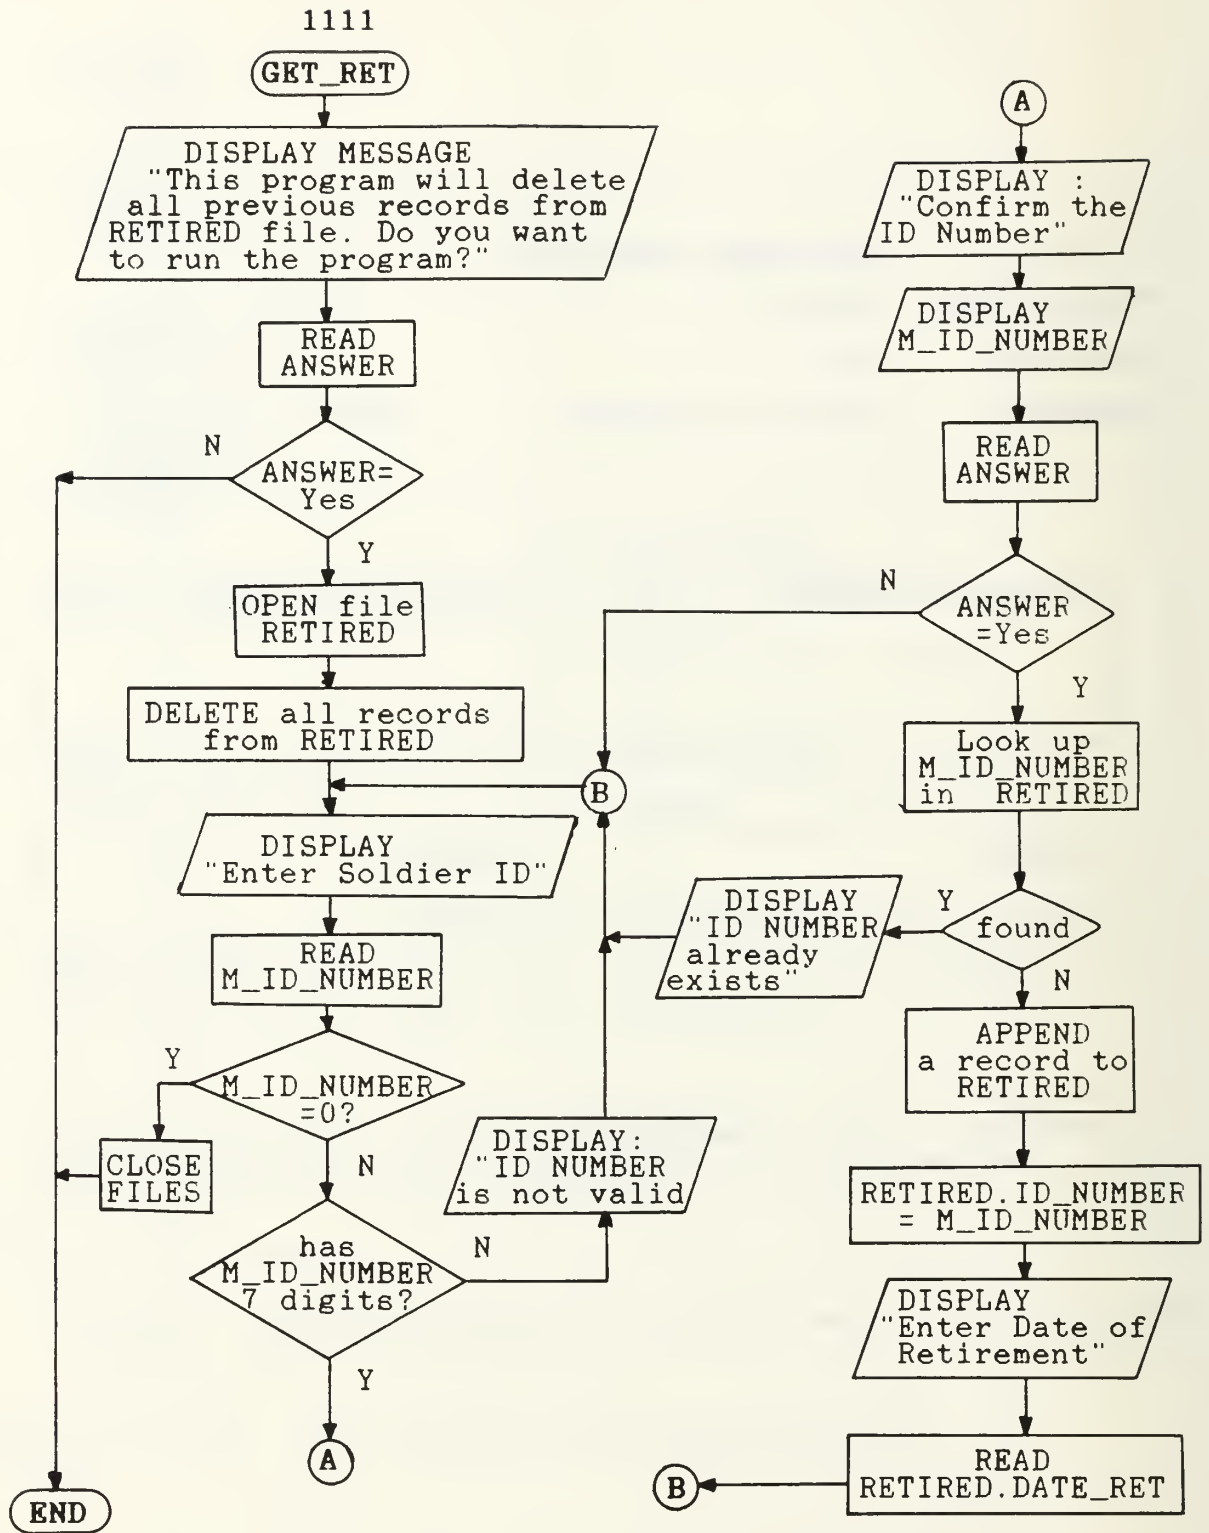 1111
GET_RET
DISPLAY MESSAGE
"This program will delete
all previous records from
RETIRED file. Do you want
to run the program?"
READ
ANSWER
N
ANSWER=
Yes
Y
OPEN file
RETIRED
DELETE all records
from RETIRED
B
DISPLAY
"Enter Soldier ID"
READ
M_ID_NUMBER
Y
M_ID_NUMBER
=0?
CLOSE
FILES
N
has
M_ID_NUMBER
7 digits?
N
DISPLAY:
"ID NUMBER
is not valid
Y
A
END
A
DISPLAY :
"Confirm the
ID Number"
DISPLAY
M_ID_NUMBER
READ
ANSWER
N
ANSWER
=Yes
Y
Look up
M_ID_NUMBER
in RETIRED
found
Y
DISPLAY
"ID NUMBER
already
exists"
N
APPEND
a record to
RETIRED
RETIRED.ID_NUMBER
= M_ID_NUMBER
DISPLAY
"Enter Date of
Retirement"
READ
RETIRED.DATE_RET
B